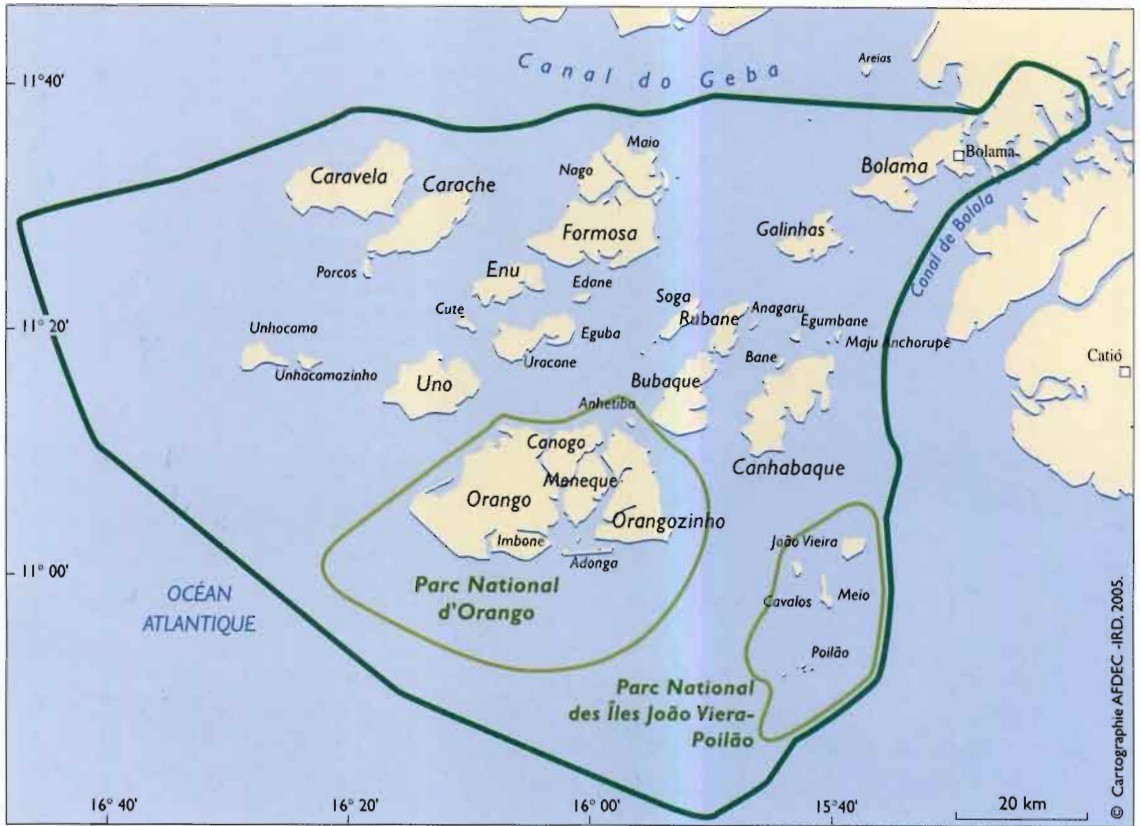 Canal do Geba
Areias
11° 40'
Maio
Nago
Bolama
Bolama
Caravela
Carache
Formosa
Galinhas
Canal de Bolola
Porcos
Enu
Edane
Soga
Rubane
Anagaru
Egumbane
Cute
11° 20'
Unhocama
Eguba
Maju Anchorupé
Uracane
Bane
Catió
Unhacamozinho
Uno
Bubaque
Anhetiba
Canogo
Canhabaque
Meneque
Orango
Orangozinho
Imbone
João Vieira
Adonga
11° 00'
Parc National
d'Orango
OCÉAN
ATLANTIQUE
Cavalos
Meio
Poilão
Parc National
des Îles João Viera-
Poilão
16° 40'
16° 20'
16° 00'
15° 40'
20 km
© Cartographie AFDEC -IRD, 2005.